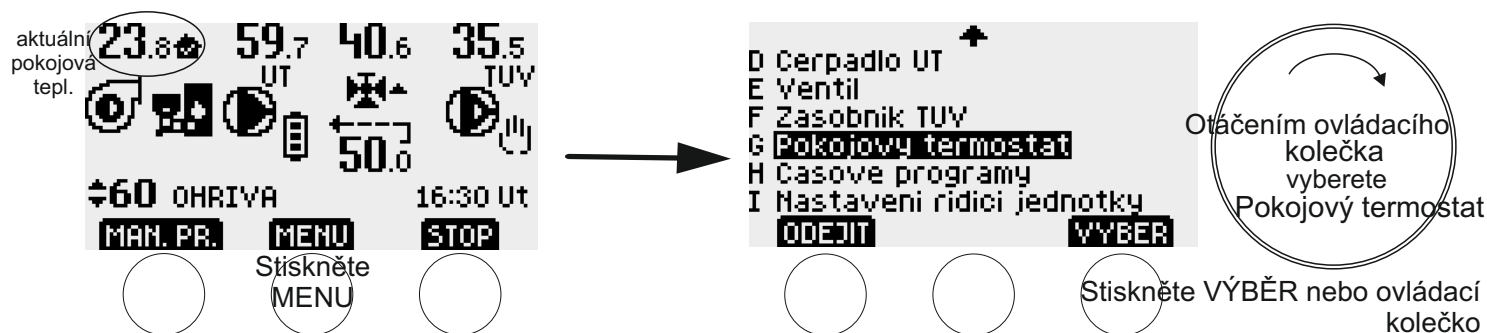 aktuální
pokojová
tepl.
23.8 59.7 40.6 35.5
UT TUV
50.0
60 OHRIVA 16:30 Ut
MAN. PR. MENU STOP
Stiskněte
MENU
D Cerpadlo UT
E Ventil
F Zasobnik TUV
G Pokojovy termostat
H Casove programy
I Nastaveni ridici jednotky
ODEJIT VYBER
Otáčením ovládacího
kolečka
vyberete
Pokojový termostat
Stiskněte VÝBĚR nebo ovládací
kolečko